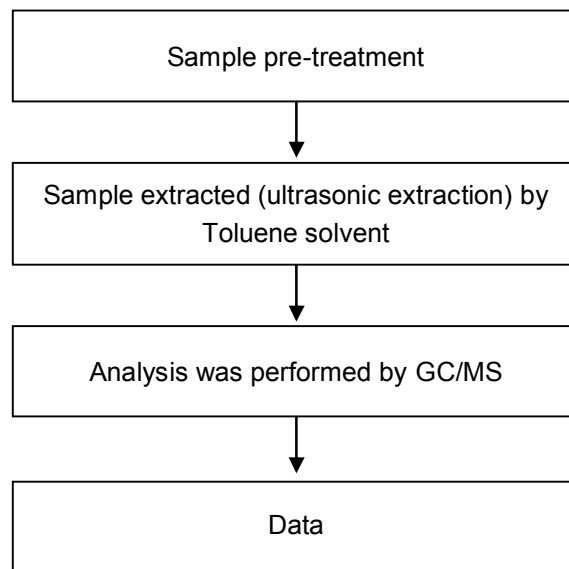 Sample pre-treatment
Sample extracted (ultrasonic extraction) by
Toluene solvent
Analysis was performed by GC/MS
Data